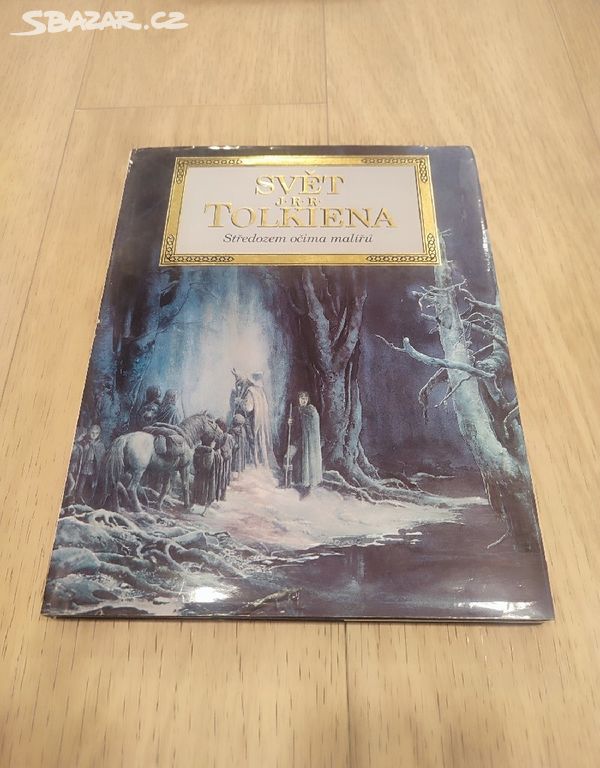 SBAZAR.CZ
SVĚT
J·R·R·
TOLKIENA
Středozem očima malířů